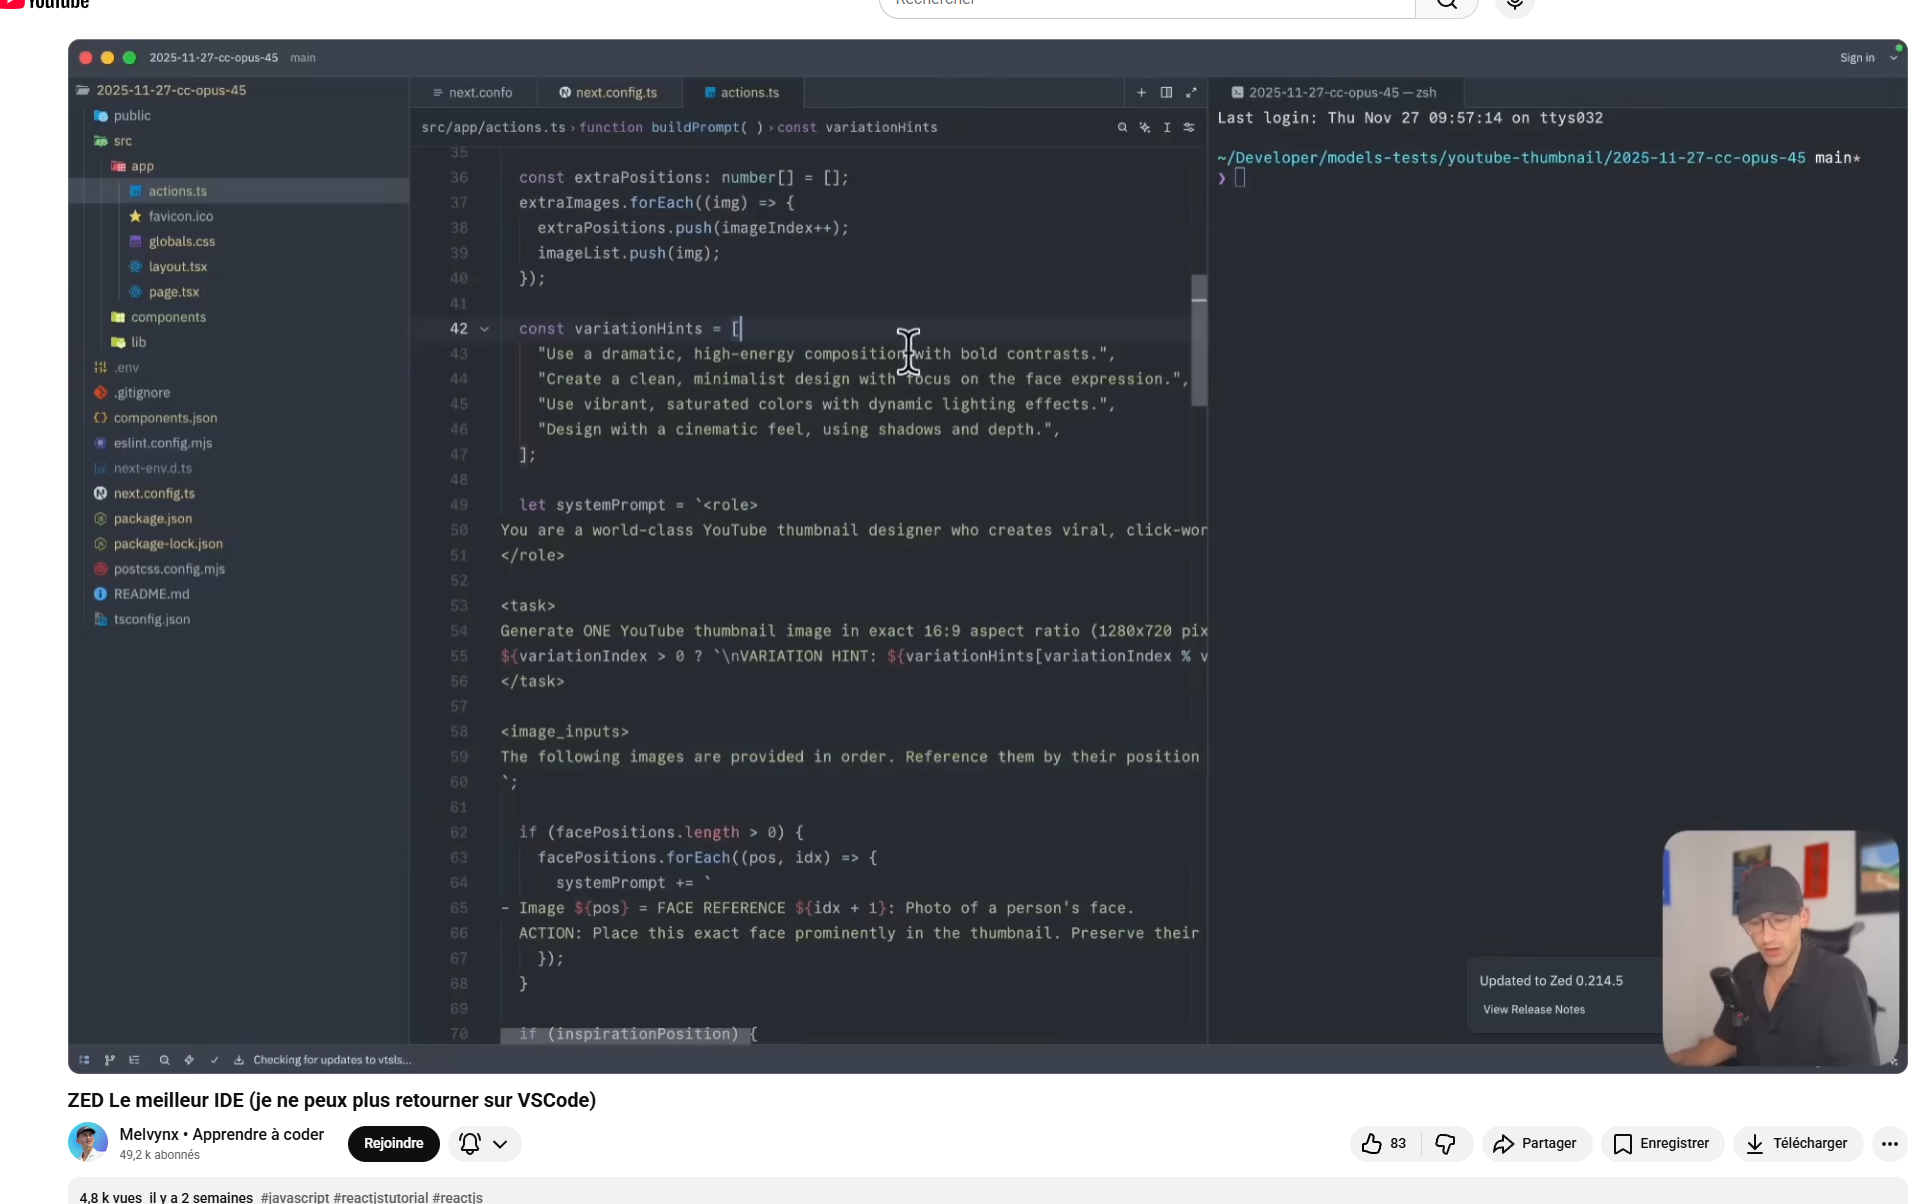 YouTube
Rechercher
2025-11-27-cc-opus-45 main
Sign in
2025-11-27-cc-opus-45
public
src
app
actions.ts
favicon.ico
globals.css
layout.tsx
page.tsx
components
lib
.env
.gitignore
components.json
eslint.config.mjs
next-env.d.ts
next.config.ts
package.json
package-lock.json
postcss.config.mjs
README.md
tsconfig.json
next.confo
next.config.ts
actions.ts
src/app/actions.ts › function buildPrompt( ) › const variationHints
35
36 const extraPositions: number[] = [];
37 extraImages.forEach((img) => {
38 extraPositions.push(imageIndex++);
39 imageList.push(img);
40 });
41
42 const variationHints = [
43 "Use a dramatic, high-energy composition with bold contrasts.",
44 "Create a clean, minimalist design with focus on the face expression.",
45 "Use vibrant, saturated colors with dynamic lighting effects.",
46 "Design with a cinematic feel, using shadows and depth.",
47 ];
48
49 let systemPrompt = `<role>
50 You are a world-class YouTube thumbnail designer who creates viral, click-wor
51 </role>
52
53 <task>
54 Generate ONE YouTube thumbnail image in exact 16:9 aspect ratio (1280x720 pix
55 ${variationIndex > 0 ? `\nVARIATION HINT: ${variationHints[variationIndex % v
56 </task>
57
58 <image_inputs>
59 The following images are provided in order. Reference them by their position
60 `;
61
62 if (facePositions.length > 0) {
63 facePositions.forEach((pos, idx) => {
64 systemPrompt += `
65 - Image ${pos} = FACE REFERENCE ${idx + 1}: Photo of a person's face.
66 ACTION: Place this exact face prominently in the thumbnail. Preserve their
67 });
68 }
69
70 if (inspirationPosition) {
2025-11-27-cc-opus-45 — zsh
Last login: Thu Nov 27 09:57:14 on ttys032
~/Developer/models-tests/youtube-thumbnail/2025-11-27-cc-opus-45 main*
❯
Updated to Zed 0.214.5
View Release Notes
Checking for updates to vtsls...
ZED Le meilleur IDE (je ne peux plus retourner sur VSCode)
Melvynx • Apprendre à coder
49,2 k abonnés
Rejoindre
83
Partager
Enregistrer
Télécharger
4,8 k vues il y a 2 semaines #javascript #reactjstutorial #reactjs